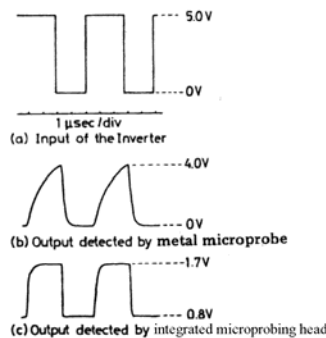 5.0V
0V
1 μsec/div
(a) Input of the Inverter
4.0V
0V
(b) Output detected by metal microprobe
1.7V
0.8V
(c) Output detected by integrated microprobing head